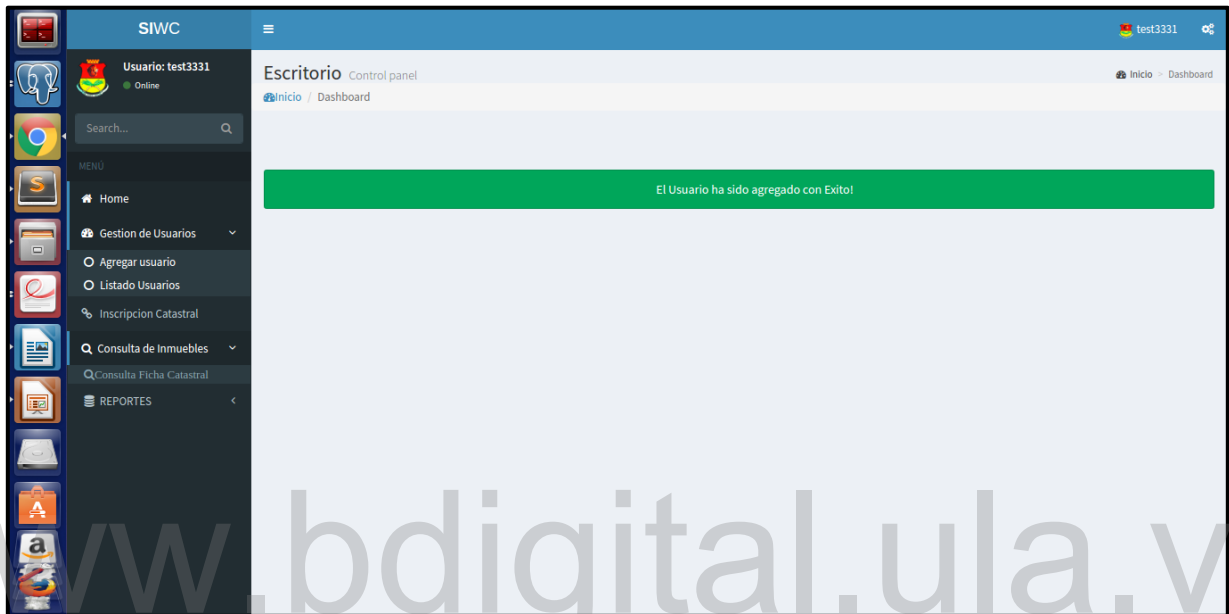 SIWC
test3331
Usuario: test3331
Online
Escritorio Control panel
Inicio > Dashboard
Inicio / Dashboard
Search...
MENÚ
El Usuario ha sido agregado con Exito!
Home
Gestion de Usuarios
Agregar usuario
Listado Usuarios
Inscripcion Catastral
Consulta de Inmuebles
Consulta Ficha Catastral
REPORTES
www.bdigital.ula.v